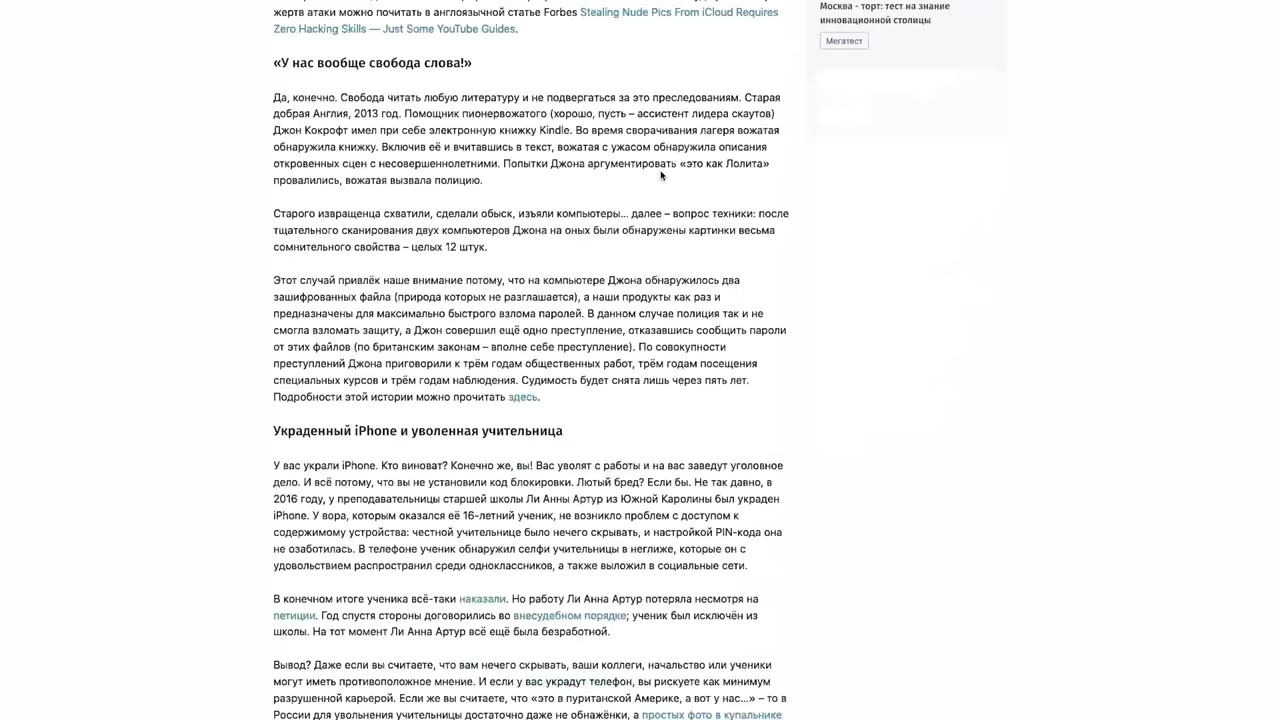 жертв атаки можно почитать в англоязычной статье Forbes Stealing Nude Pics From iCloud Requires
Zero Hacking Skills — Just Some YouTube Guides.
«У нас вообще свобода слова!»
Да, конечно. Свобода читать любую литературу и не подвергаться за это преследованиям. Старая
добрая Англия, 2013 год. Помощник пионервожатого (хорошо, пусть – ассистент лидера скаутов)
Джон Кокрофт имел при себе электронную книжку Kindle. Во время сворачивания лагеря вожатая
обнаружила книжку. Включив её и вчитавшись в текст, вожатая с ужасом обнаружила описания
откровенных сцен с несовершеннолетними. Попытки Джона аргументировать «это как Лолита»
провалились, вожатая вызвала полицию.
Старого извращенца схватили, сделали обыск, изъяли компьютеры... далее – вопрос техники: после
тщательного сканирования двух компьютеров Джона на оных были обнаружены картинки весьма
сомнительного свойства – целых 12 штук.
Этот случай привлёк наше внимание потому, что на компьютере Джона обнаружилось два
зашифрованных файла (природа которых не разглашается), а наши продукты как раз и
предназначены для максимально быстрого взлома паролей. В данном случае полиция так и не
смогла взломать защиту, а Джон совершил ещё одно преступление, отказавшись сообщить пароли
от этих файлов (по британским законам – вполне себе преступление). По совокупности
преступлений Джона приговорили к трём годам общественных работ, трём годам посещения
специальных курсов и трём годам наблюдения. Судимость будет снята лишь через пять лет.
Подробности этой истории можно прочитать здесь.
Украденный iPhone и уволенная учительница
У вас украли iPhone. Кто виноват? Конечно же, вы! Вас уволят с работы и на вас заведут уголовное
дело. И всё потому, что вы не установили код блокировки. Лютый бред? Если бы. Не так давно, в
2016 году, у преподавательницы старшей школы Ли Анны Артур из Южной Каролины был украден
iPhone. У вора, которым оказался её 16-летний ученик, не возникло проблем с доступом к
содержимому устройства: честной учительнице было нечего скрывать, и настройкой PIN-кода она
не озаботилась. В телефоне ученик обнаружил селфи учительницы в неглиже, которые он с
удовольствием распространил среди одноклассников, а также выложил в социальные сети.
В конечном итоге ученика всё-таки наказали. Но работу Ли Анна Артур потеряла несмотря на
петиции. Год спустя стороны договорились во внесудебном порядке; ученик был исключён из
школы. На тот момент Ли Анна Артур всё ещё была безработной.
Вывод? Даже если вы считаете, что вам нечего скрывать, ваши коллеги, начальство или ученики
могут иметь противоположное мнение. И если у вас украдут телефон, вы рискуете как минимум
разрушенной карьерой. Если же вы считаете, что «это в пуританской Америке, а вот у нас...» – то в
России для увольнения учительницы достаточно даже не обнажёнки, а простых фото в купальнике
Москва - торт: тест на знание
инновационной столицы
Мегатест